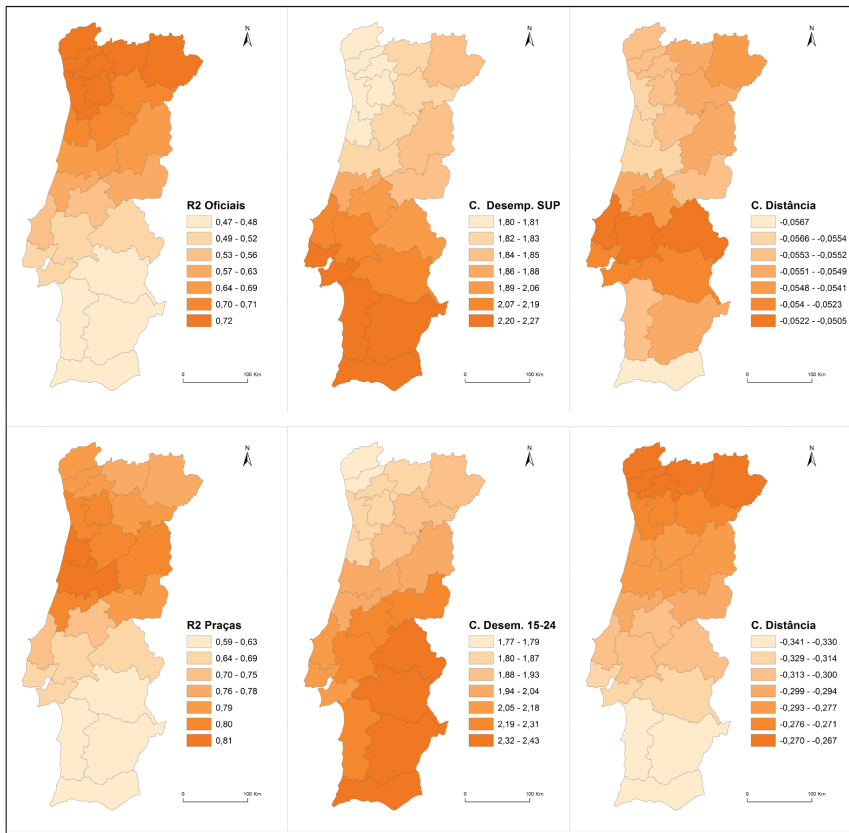 N
R2 Oficiais
0,47 - 0,48
0,49 - 0,52
0,53 - 0,56
0,57 - 0,63
0,64 - 0,69
0,70 - 0,71
0,72
0
100 Km
N
C. Desemp. SUP
1,80 - 1,81
1,82 - 1,83
1,84 - 1,85
1,86 - 1,88
1,89 - 2,06
2,07 - 2,19
2,20 - 2,27
0
100 Km
N
C. Distância
-0,0567
-0,0566 - -0,0554
-0,0553 - -0,0552
-0,0551 - -0,0549
-0,0548 - -0,0541
-0,054 - -0,0523
-0,0522 - -0,0505
0
100 Km
N
R2 Praças
0,59 - 0,63
0,64 - 0,69
0,70 - 0,75
0,76 - 0,78
0,79
0,80
0,81
0
100 Km
N
C. Desem. 15-24
1,77 - 1,79
1,80 - 1,87
1,88 - 1,93
1,94 - 2,04
2,05 - 2,18
2,19 - 2,31
2,32 - 2,43
0
100 Km
N
C. Distância
-0,341 - -0,330
-0,329 - -0,314
-0,313 - -0,300
-0,299 - -0,294
-0,293 - -0,277
-0,276 - -0,271
-0,270 - -0,267
0
100 Km